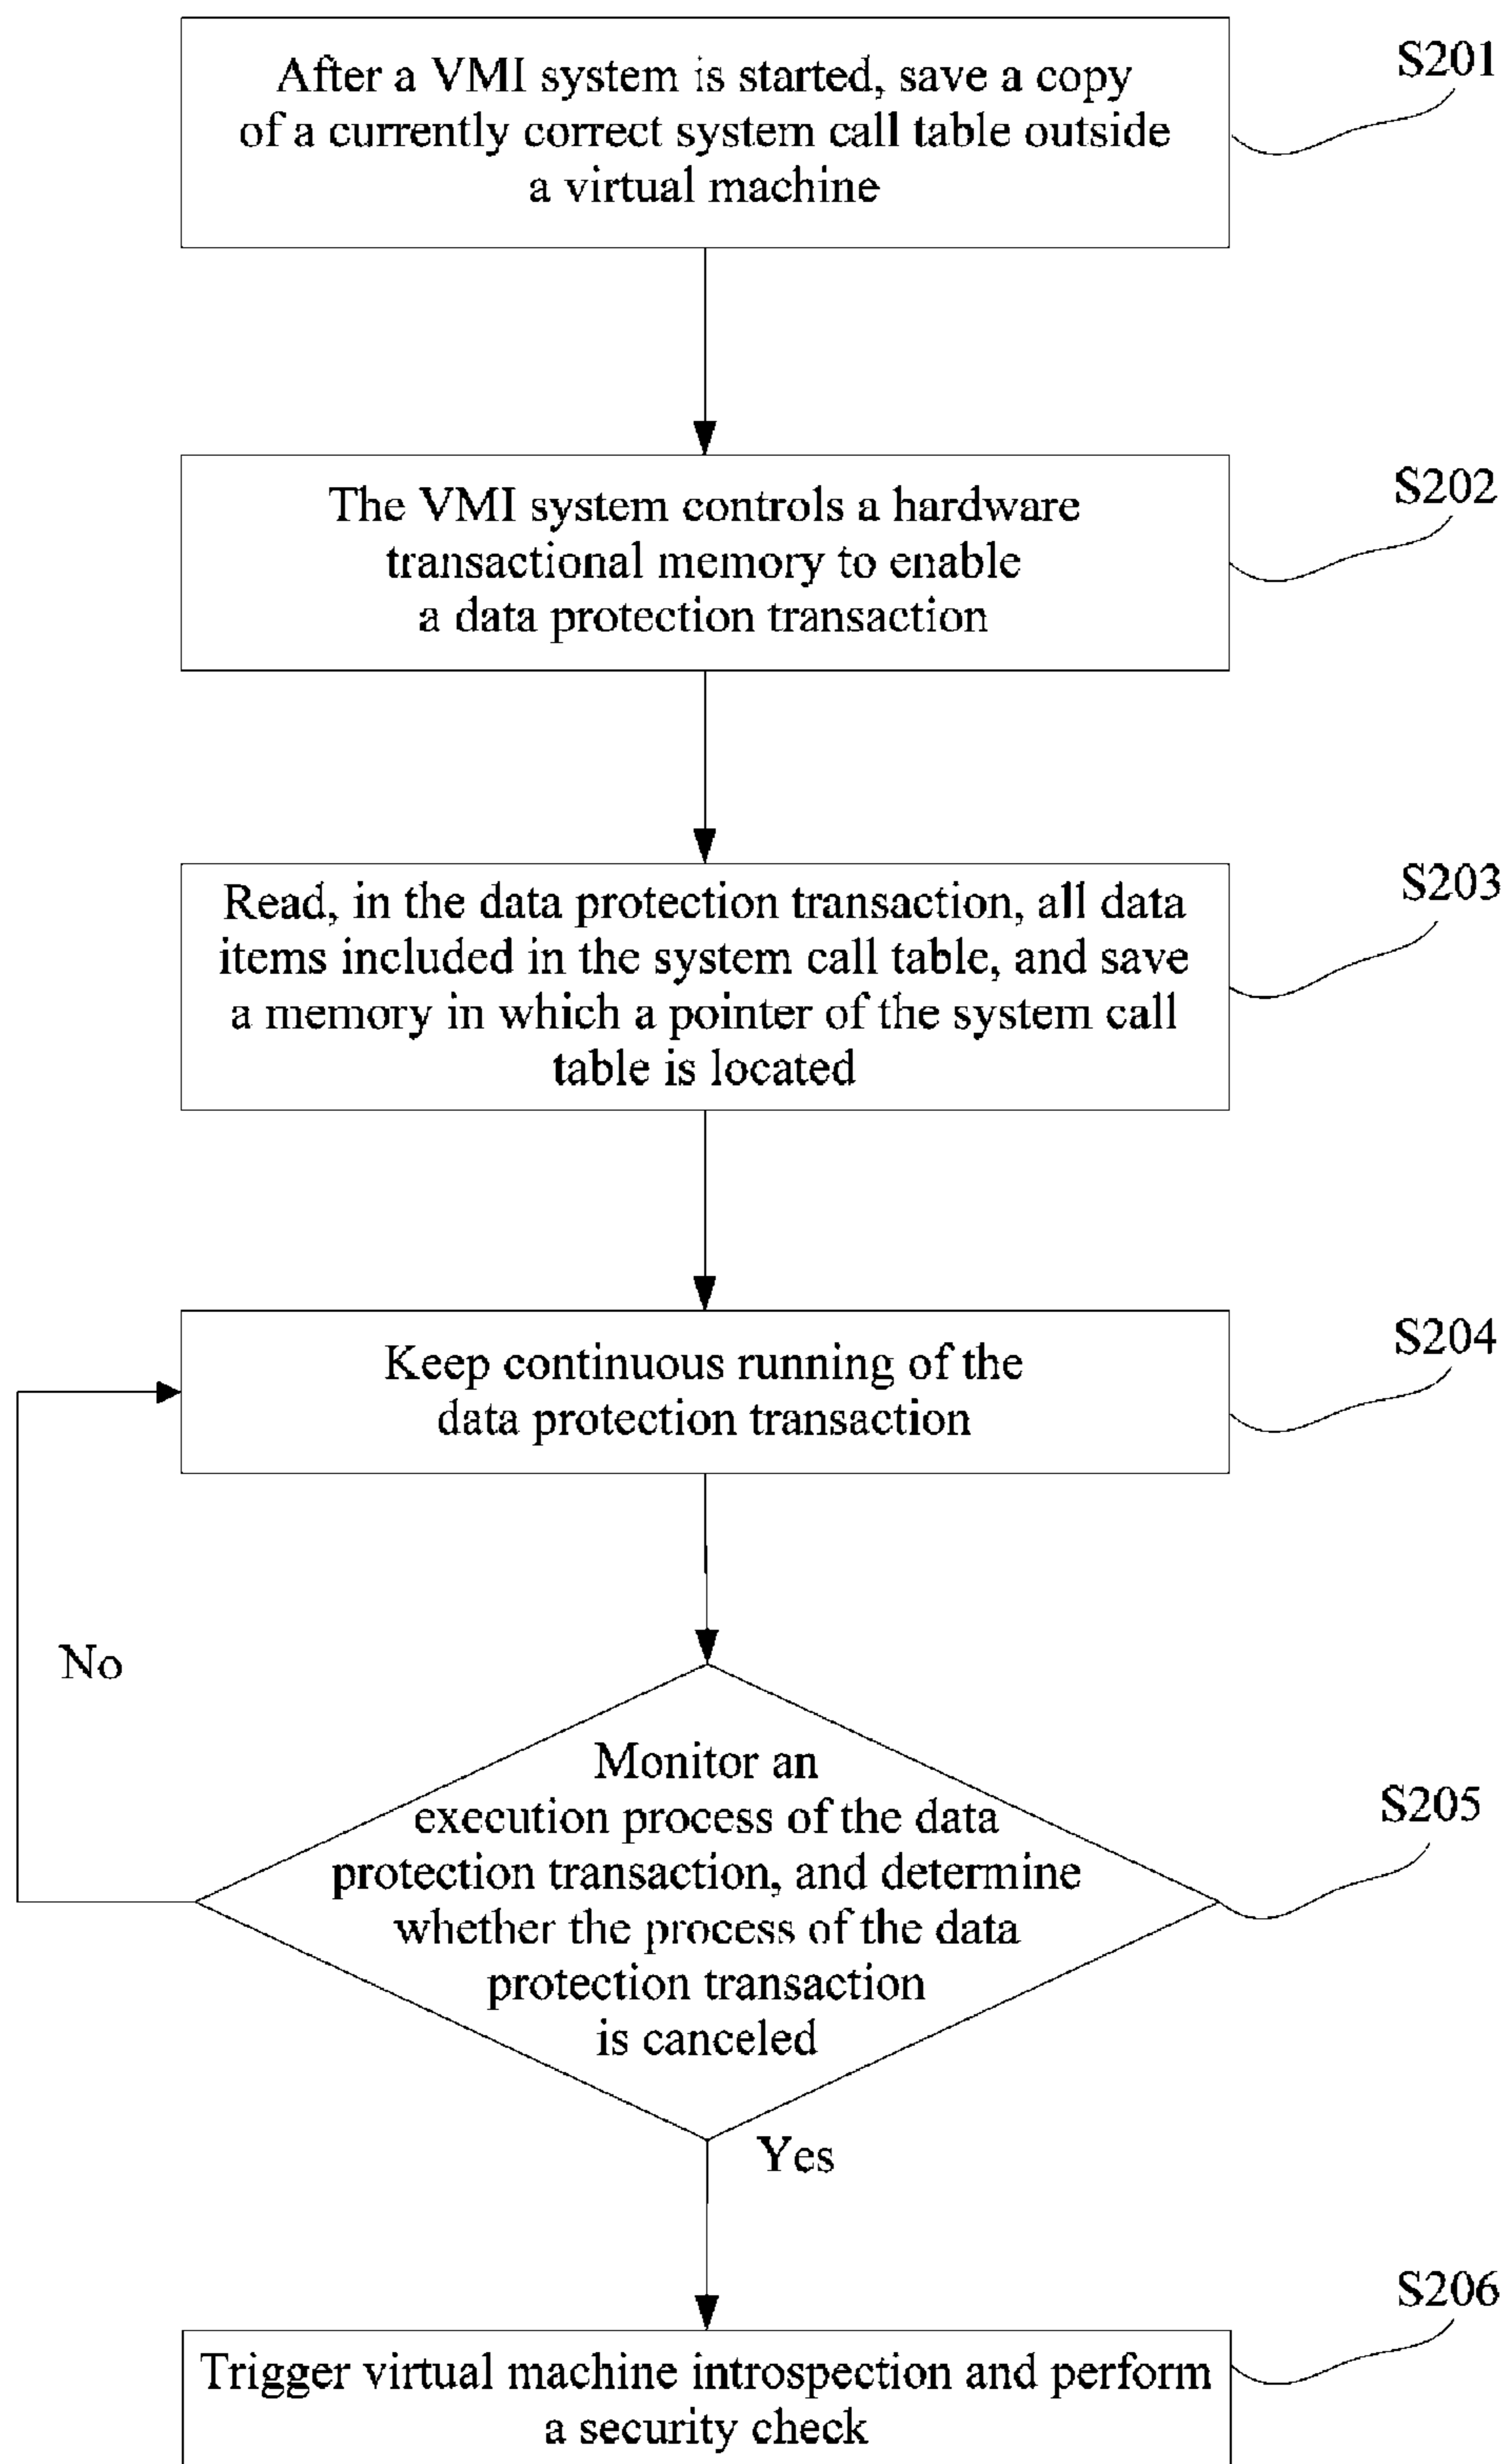 After a VMI system is started, save a copy
of a currently correct system call table outside
a virtual machine
S201
The VMI system controls a hardware
transactional memory to enable
a data protection transaction
S202
Read, in the data protection transaction, all data
items included in the system call table, and save
a memory in which a pointer of the system call
table is located
S203
Keep continuous running of the
data protection transaction
S204
No
Monitor an
execution process of the data
protection transaction, and determine
whether the process of the data
protection transaction
is canceled
S205
Yes
S206
Trigger virtual machine introspection and perform
a security check